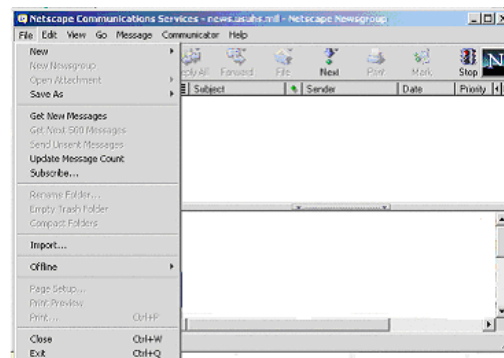 Netscape Communications Services - news.usuhs.mil - Netscape Newsgroup
File Edit View Go Message Communicator Help
New
New Newsgroup
Open Attachment
Save As
Get New Messages
Get Next 500 Messages
Send Unsent Messages
Update Message Count
Subscribe...
Rename Folder...
Empty Trash Folder
Compact Folders
Import...
Offline
Page Setup...
Print Preview
Print... Ctrl+P
Close Ctrl+W
Exit Ctrl+Q
Reply All Forward File Next Print Mark Stop N
Subject Sender Date Priority